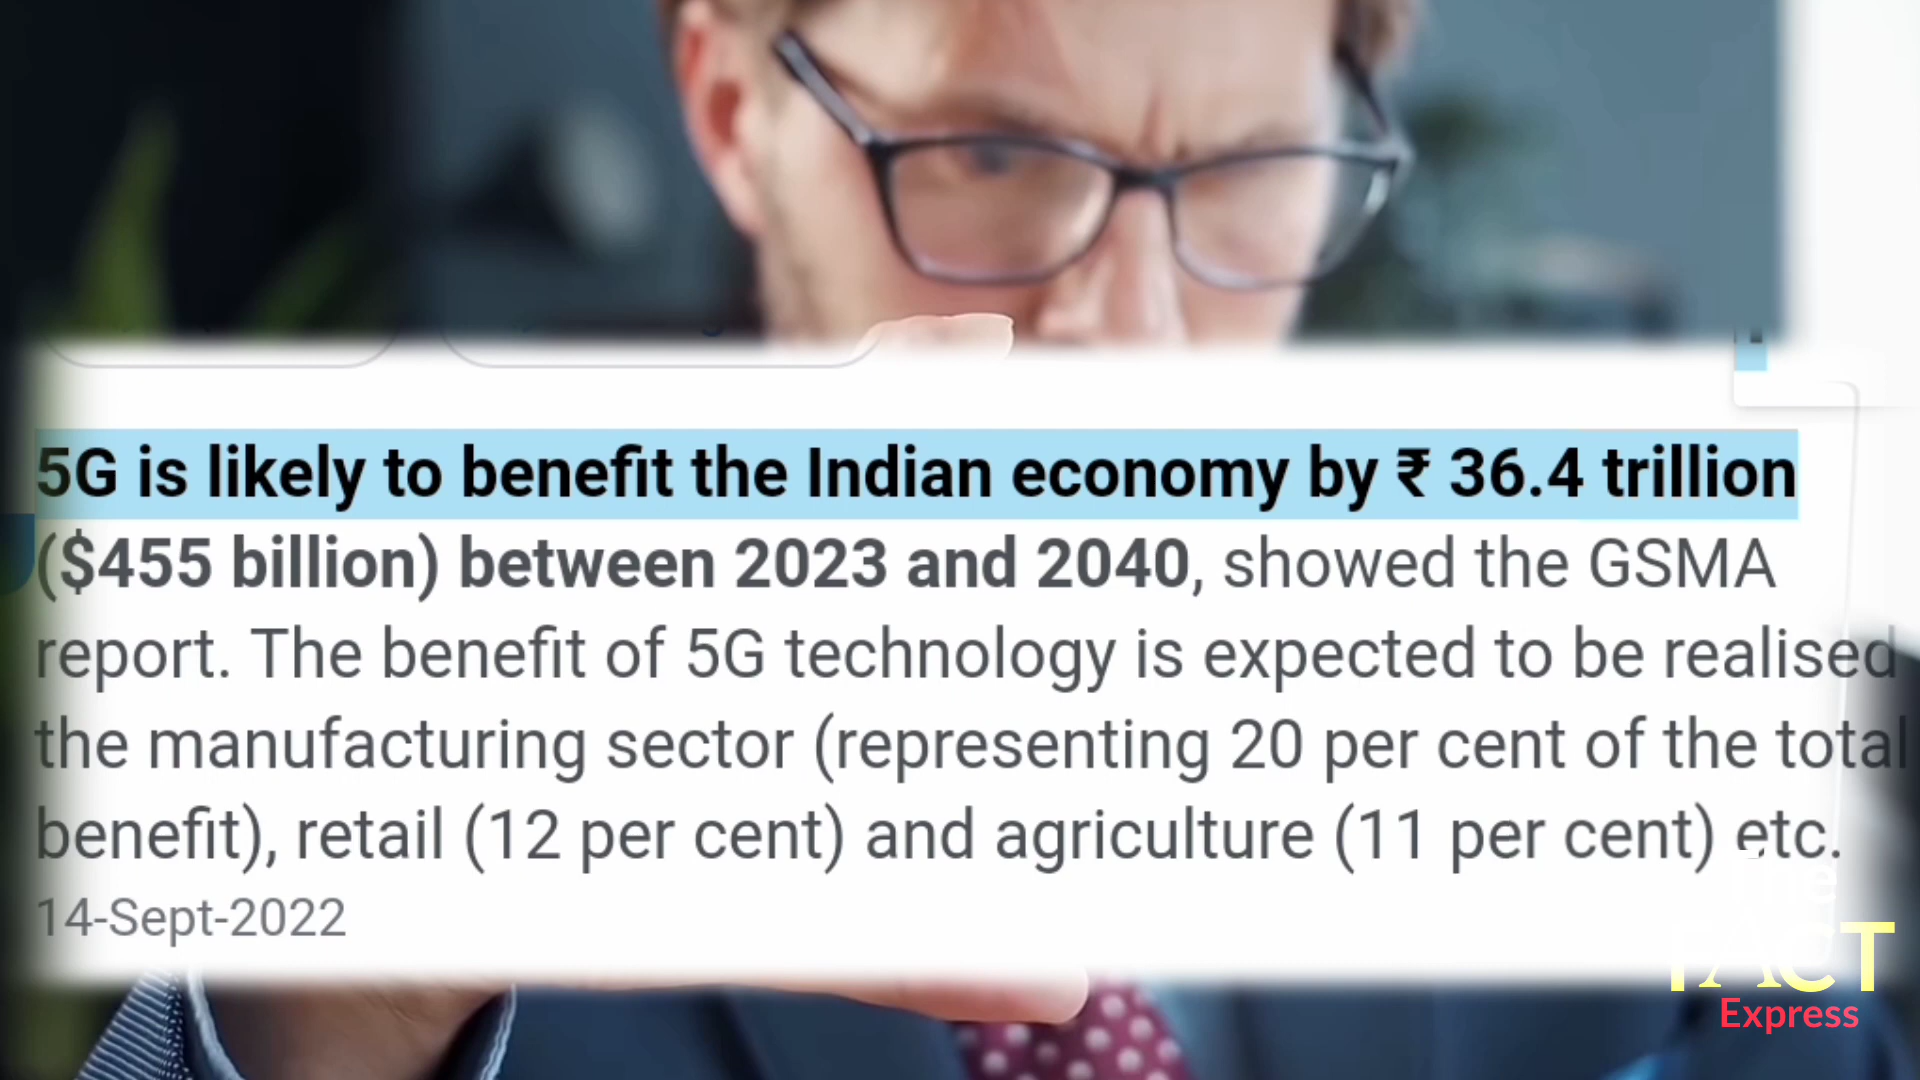 5G is likely to benefit the Indian economy by ₹ 36.4 trillion
($455 billion) between 2023 and 2040, showed the GSMA
report. The benefit of 5G technology is expected to be realised
the manufacturing sector (representing 20 per cent of the total
benefit), retail (12 per cent) and agriculture (11 per cent) etc.
14-Sept-2022
The
FACT
Express